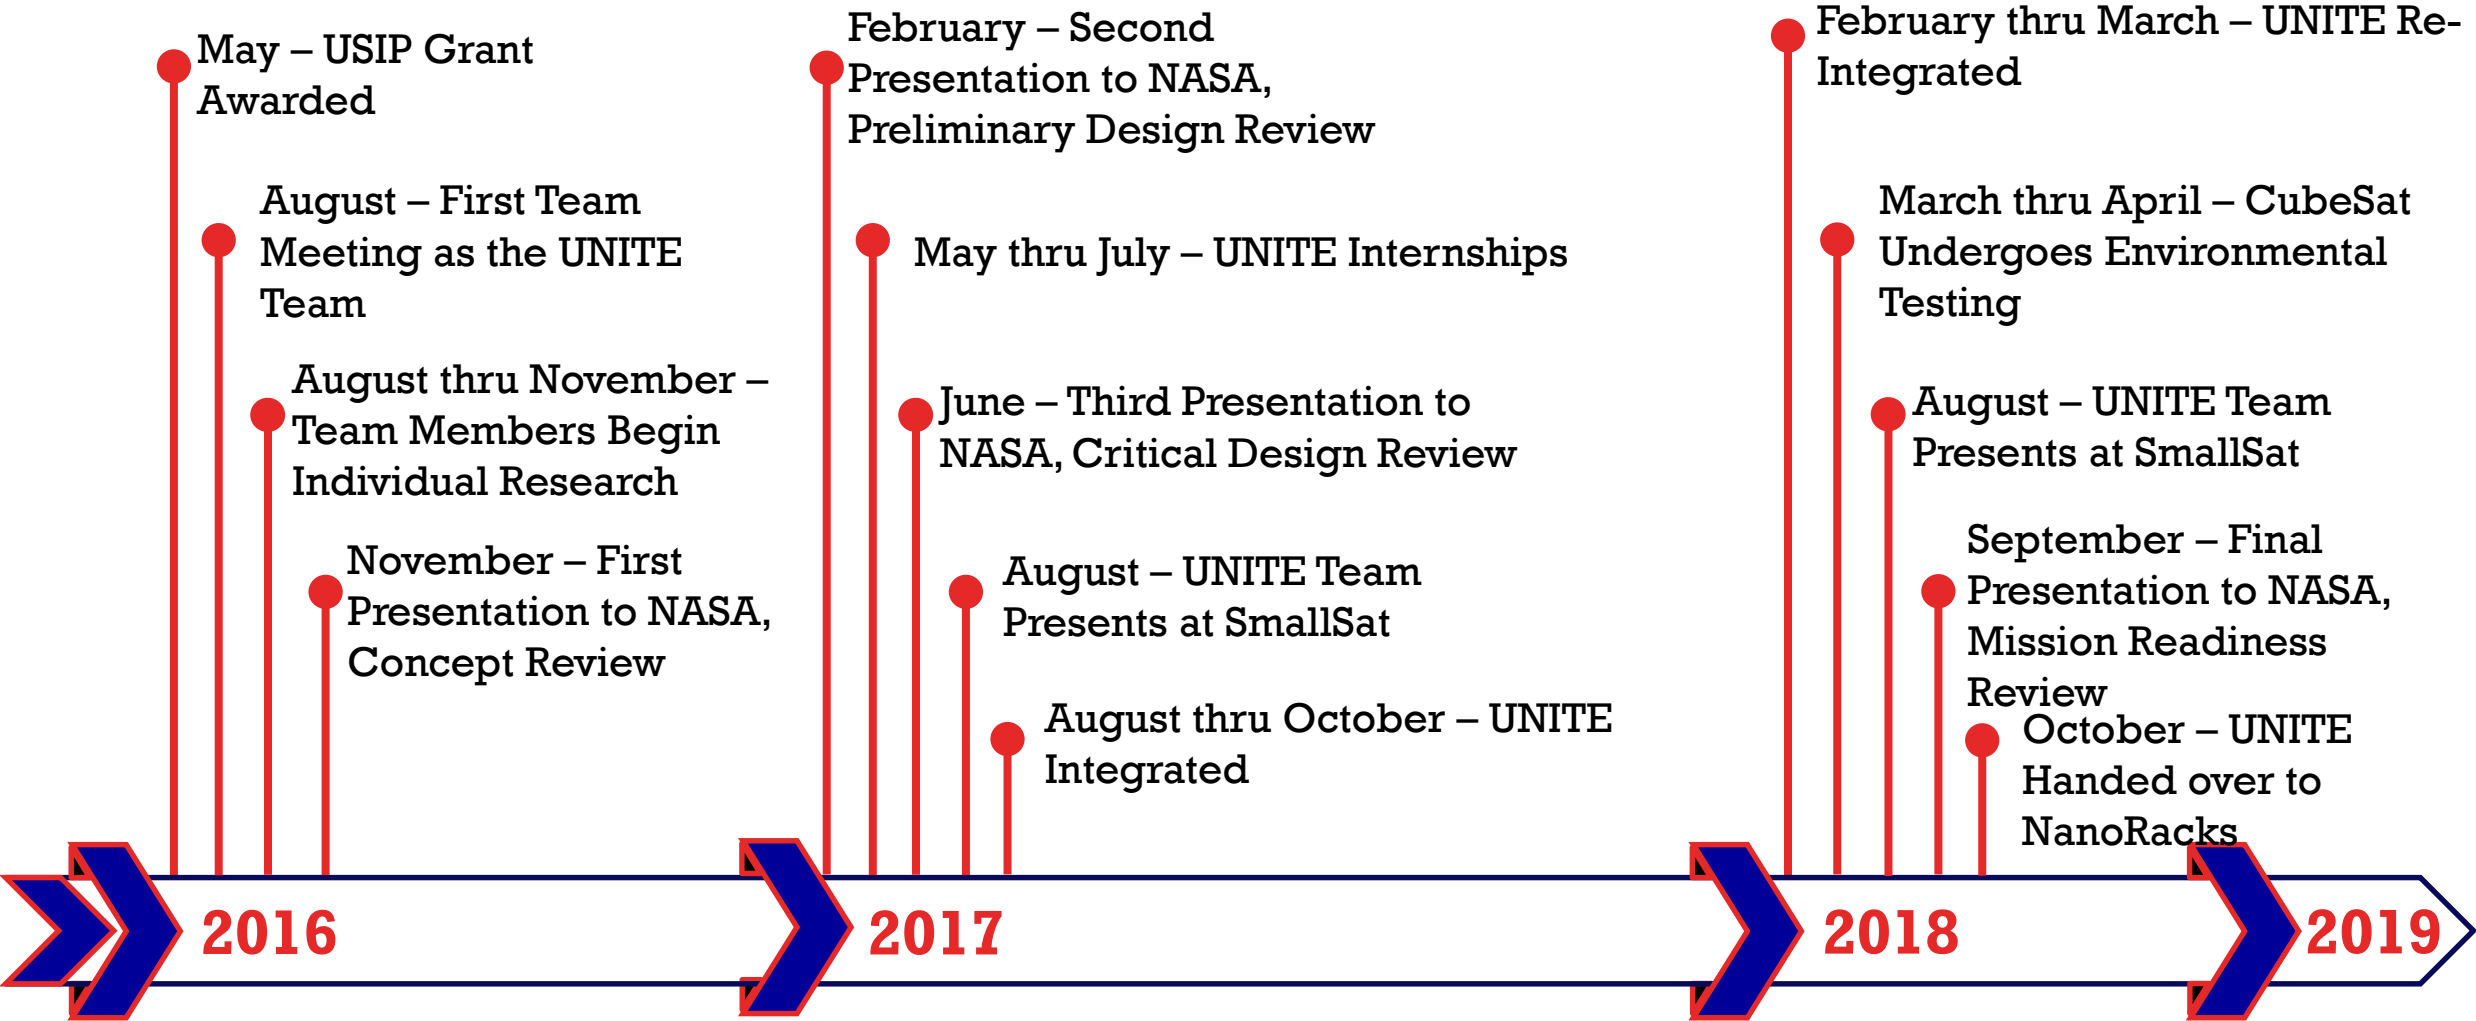 May – USIP Grant
Awarded
August – First Team
Meeting as the UNITE
Team
August thru November –
Team Members Begin
Individual Research
November – First
Presentation to NASA,
Concept Review
February – Second
Presentation to NASA,
Preliminary Design Review
May thru July – UNITE Internships
June – Third Presentation to
NASA, Critical Design Review
August – UNITE Team
Presents at SmallSat
August thru October – UNITE
Integrated
February thru March – UNITE Re-
Integrated
March thru April – CubeSat
Undergoes Environmental
Testing
August – UNITE Team
Presents at SmallSat
September – Final
Presentation to NASA,
Mission Readiness
Review
October – UNITE
Handed over to
NanoRacks
2016
2017
2018
2019